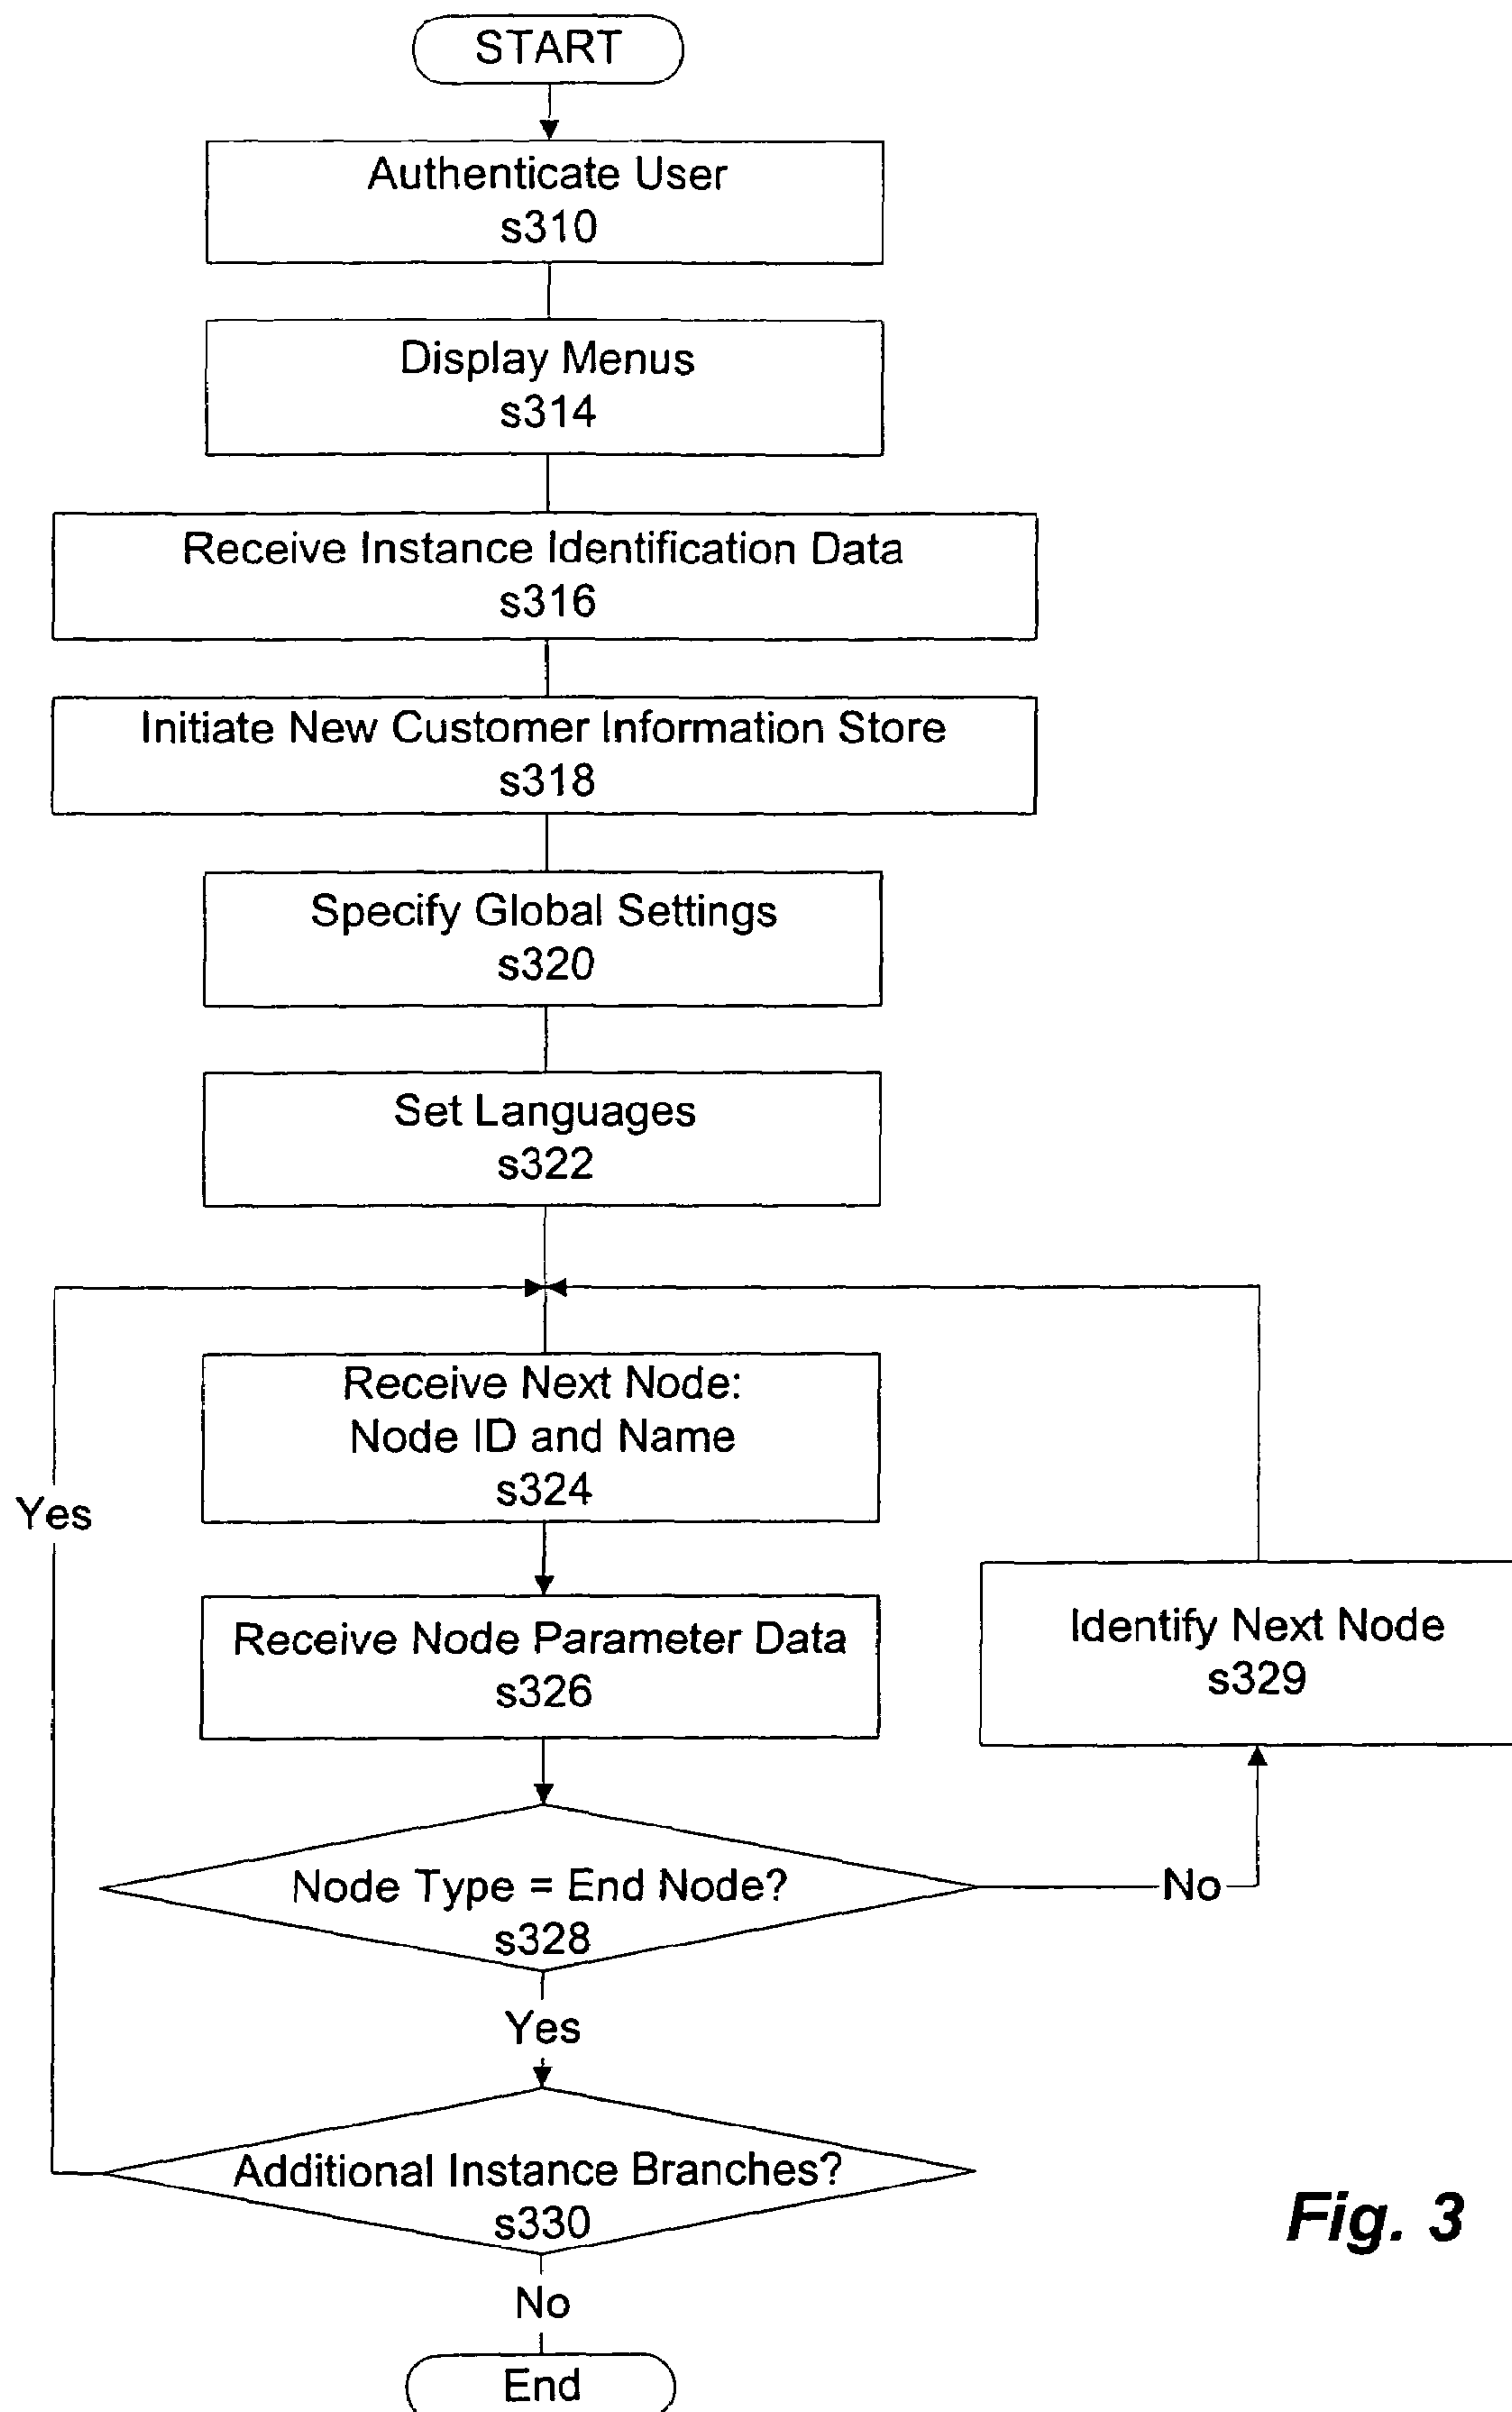 START
Authenticate User
s310
Display Menus
s314
Receive Instance Identification Data
s316
Initiate New Customer Information Store
s318
Specify Global Settings
s320
Set Languages
s322
Receive Next Node:
Node ID and Name
s324
Yes
Receive Node Parameter Data
s326
Identify Next Node
s329
Node Type = End Node?
s328
No
Yes
Additional Instance Branches?
s330
Fig. 3
No
End